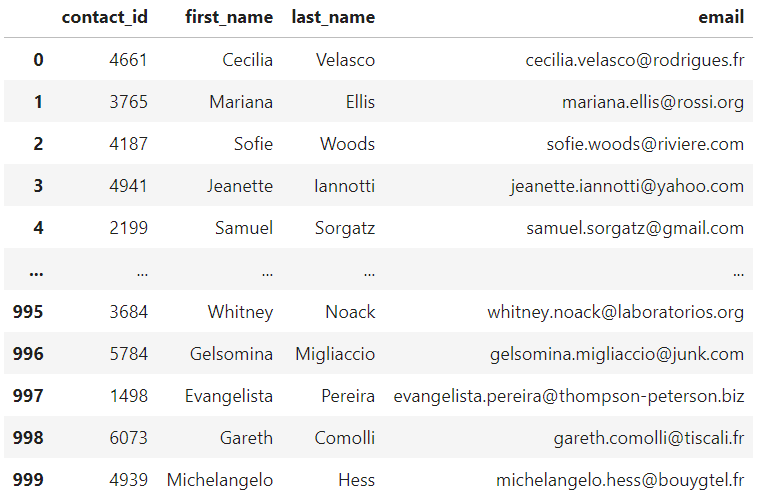 contact_id first_name last_name email
0 4661 Cecilia Velasco cecilia.velasco@rodrigues.fr
1 3765 Mariana Ellis mariana.ellis@rossi.org
2 4187 Sofie Woods sofie.woods@riviere.com
3 4941 Jeanette Iannotti jeanette.iannotti@yahoo.com
4 2199 Samuel Sorgatz samuel.sorgatz@gmail.com
... ... ... ... ...
995 3684 Whitney Noack whitney.noack@laboratorios.org
996 5784 Gelsomina Migliaccio gelsomina.migliaccio@junk.com
997 1498 Evangelista Pereira evangelista.pereira@thompson-peterson.biz
998 6073 Gareth Comolli gareth.comolli@tiscali.fr
999 4939 Michelangelo Hess michelangelo.hess@bouygtel.fr